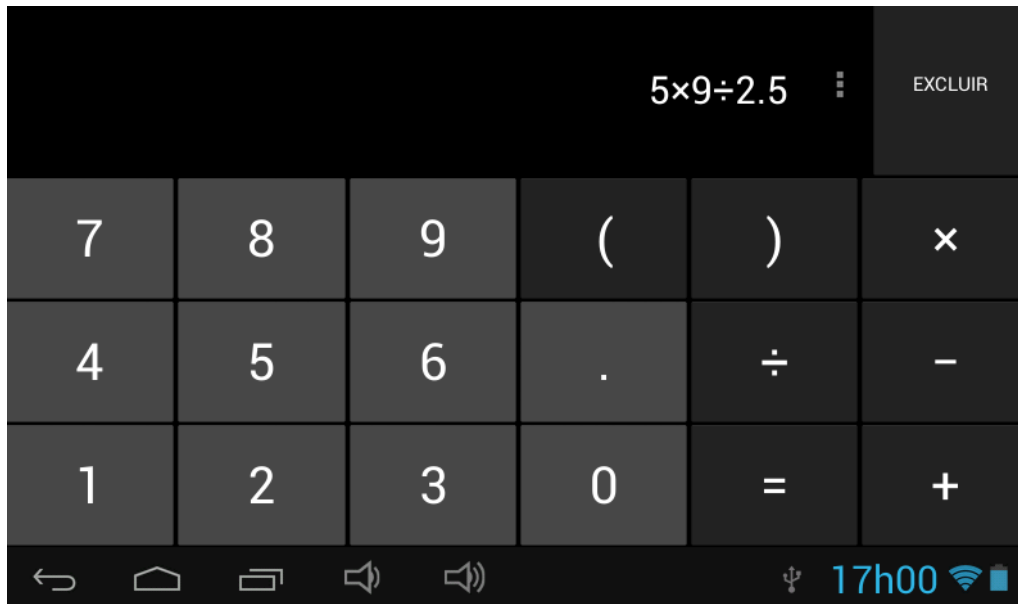 5×9÷2.5
EXCLUIR
7 8 9 ( ) ×
4 5 6 . ÷ −
1 2 3 0 = +
17h00